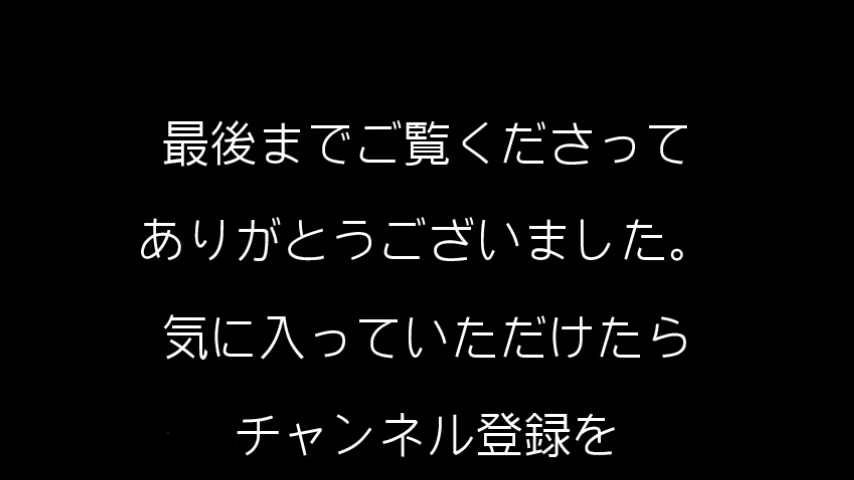 最後までご覧くださって
ありがとうございました。
気に入っていただけたら
チャンネル登録を